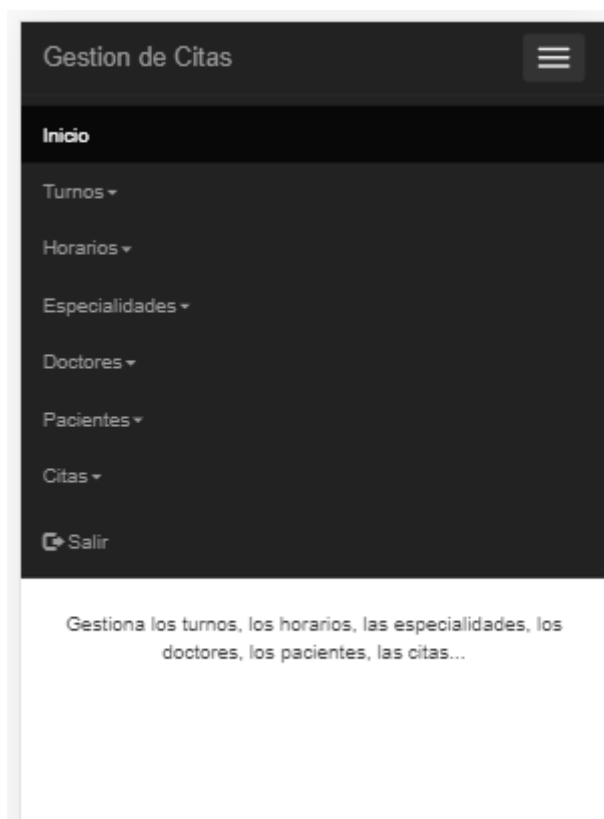 Gestion de Citas
Inicio
Turnos
Horarios
Especialidades
Doctores
Pacientes
Citas
Salir
Gestiona los turnos, los horarios, las especialidades, los
doctores, los pacientes, las citas...